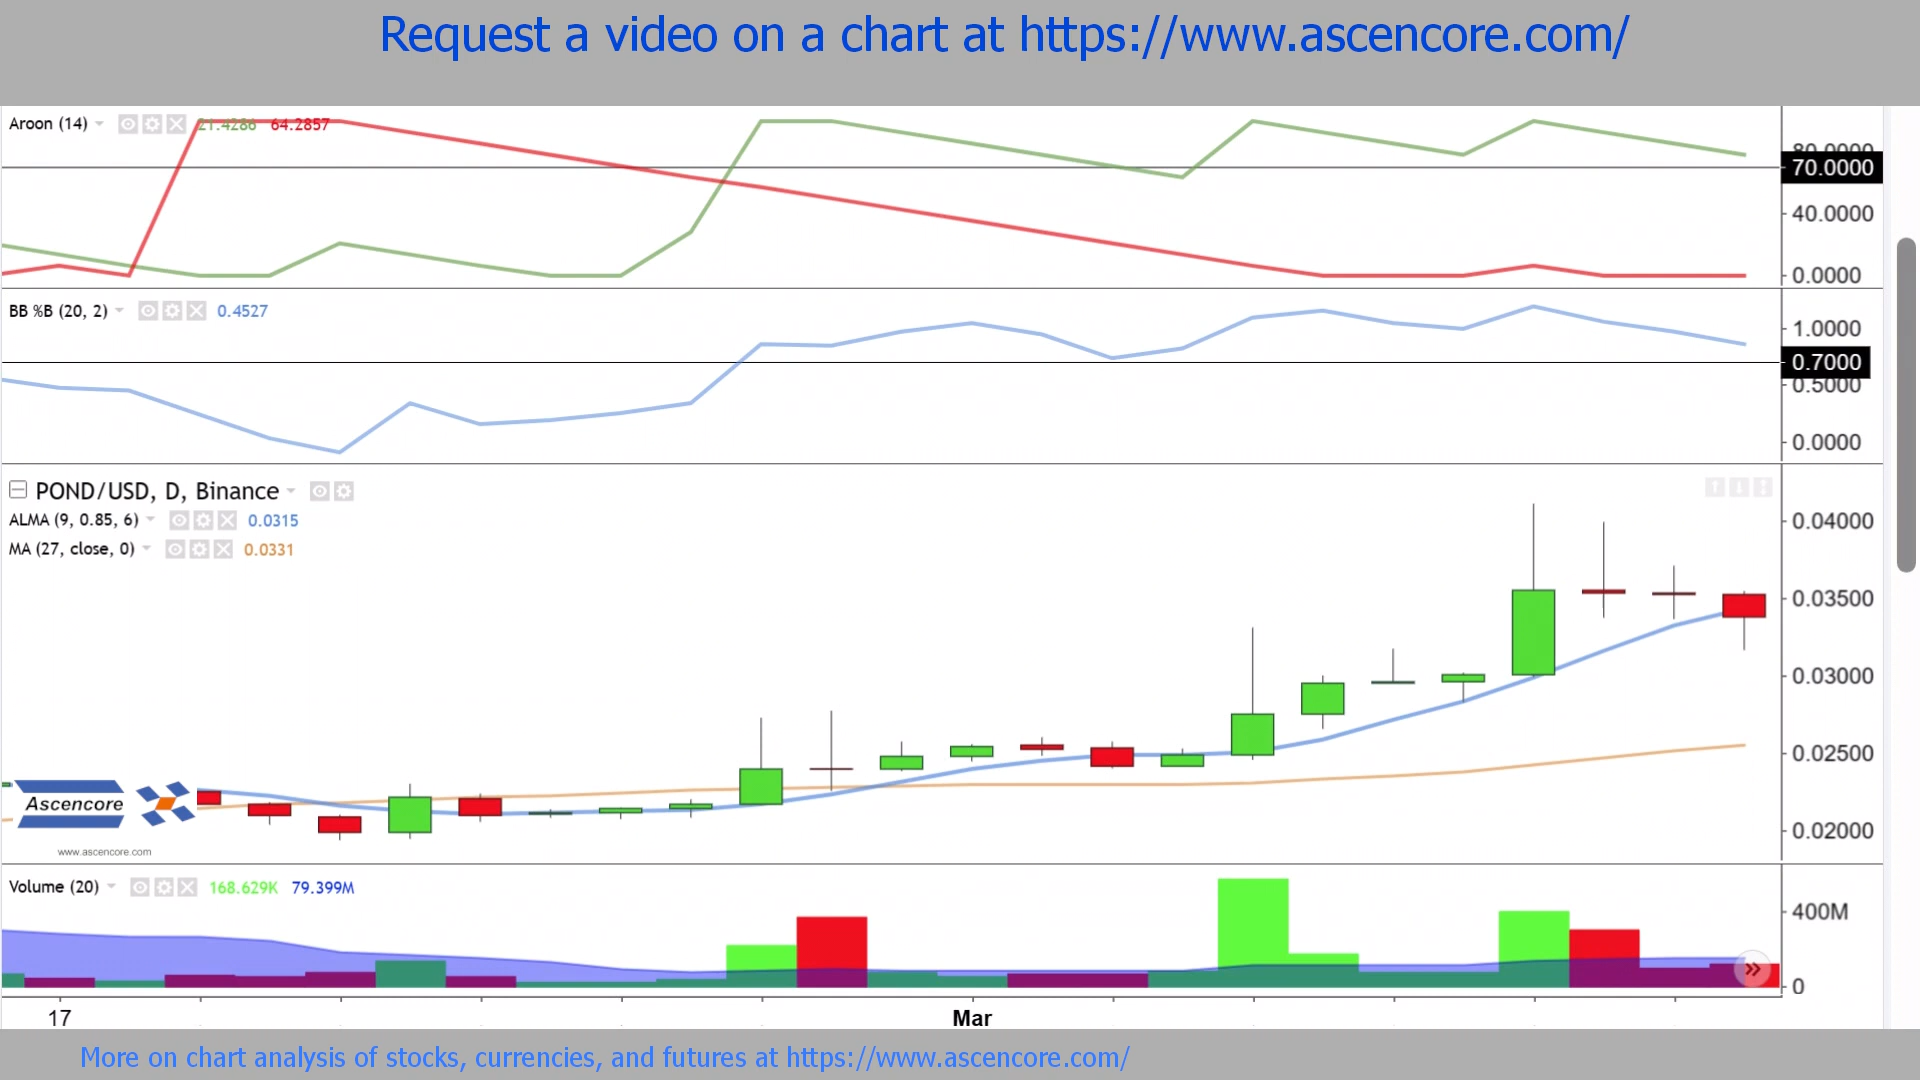 Request a video on a chart at https://www.ascencore.com/
Aroon (14) 21.4286 64.2857
80.0000
70.0000
40.0000
0.0000
BB %B (20, 2) 0.4527
1.0000
0.7000
0.5000
0.0000
POND/USD, D, Binance
ALMA (9, 0.85, 6) 0.0315
MA (27, close, 0) 0.0331
0.04000
0.03500
0.03000
0.02500
0.02000
Ascencore
www.ascencore.com
Volume (20) 168.629K 79.399M
400M
0
17 Mar
More on chart analysis of stocks, currencies, and futures at https://www.ascencore.com/